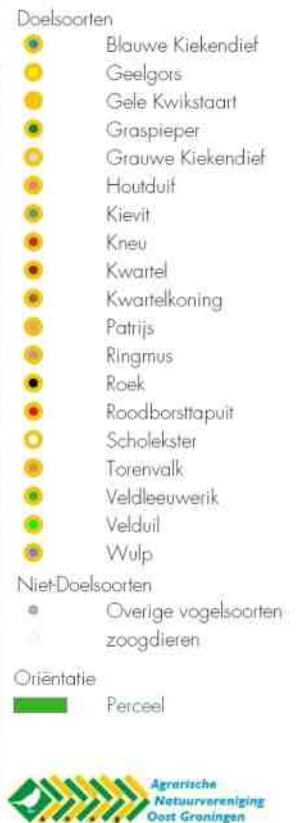 Doelsoorten
Blauwe Kiekendief
Geelgors
Gele Kwikstaart
Graspieper
Grauwe Kiekendief
Houtduif
Kievit
Kneu
Kwartel
Kwartelkoning
Patrijs
Ringmus
Roek
Roodborsttapuit
Scholekster
Torenvalk
Veldleeuwerik
Velduil
Wulp
Niet-Doelsoorten
Overige vogelsoorten
zoogdieren
Oriëntatie
Perceel
Agrarische
Natuurvereniging
Oost Groningen